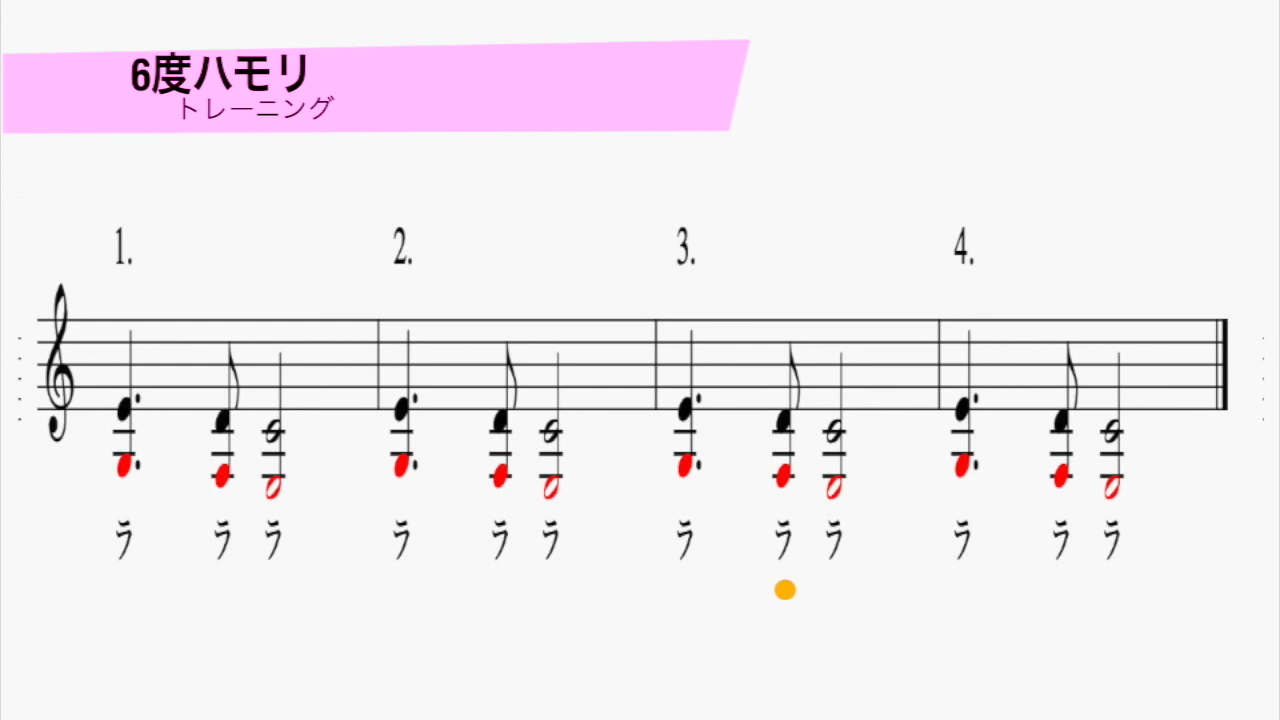 6度ハモリ
トレーニング
1. 2. 3. 4.
ラ ラ ラ ラ ラ ラ ラ ラ ラ ラ ラ ラ